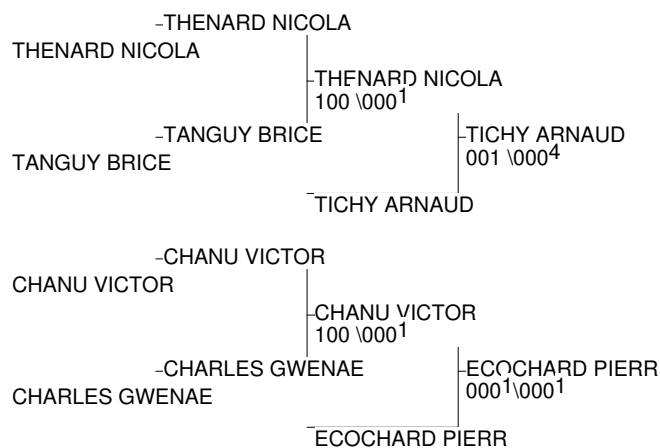 THENARD NICOLA
THENARD NICOLA
THENARD NICOLA
100 \0001
TANGUY BRICE
TICHY ARNAUD
001 \0004
TANGUY BRICE
TICHY ARNAUD
CHANU VICTOR
CHANU VICTOR
CHANU VICTOR
100 \0001
CHARLES GWENAE
ECOCHARD PIERR
0001\0001
CHARLES GWENAE
ECOCHARD PIERR